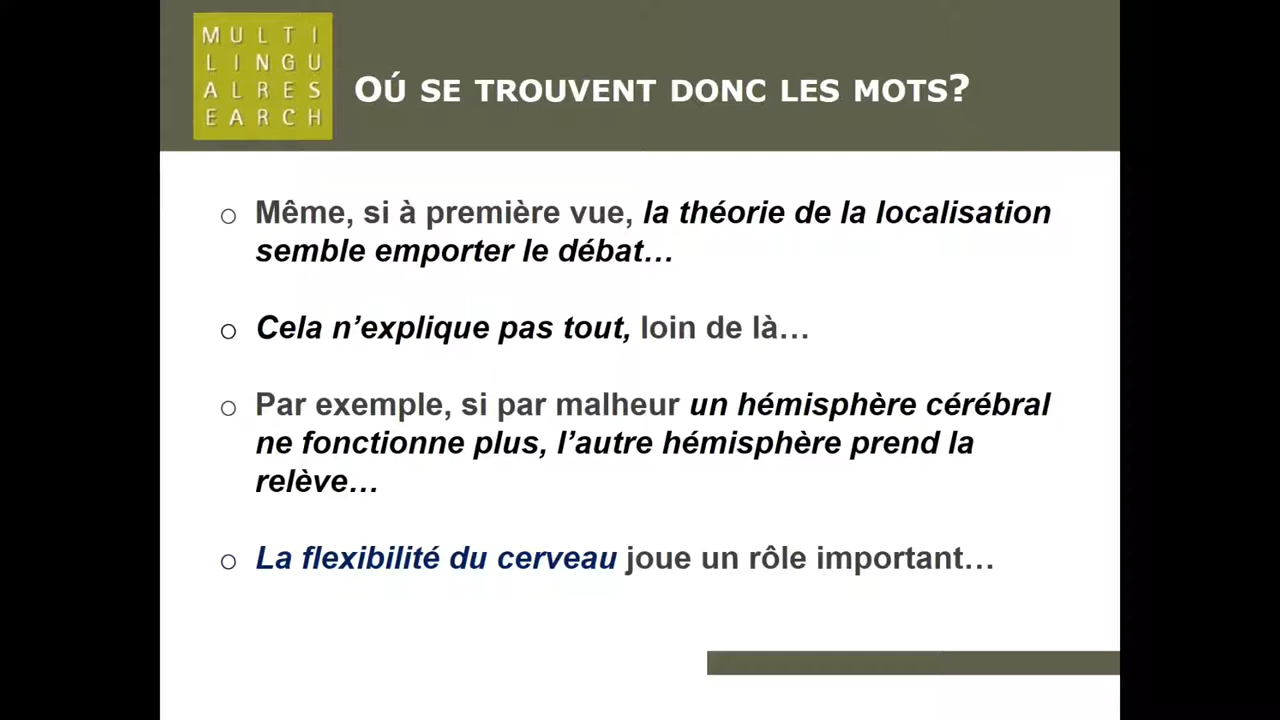 MULTI
LINGU
ALRES
EARCH
OÚ SE TROUVENT DONC LES MOTS?
o Même, si à première vue, la théorie de la localisation
semble emporter le débat…
o Cela n’explique pas tout, loin de là…
o Par exemple, si par malheur un hémisphère cérébral
ne fonctionne plus, l’autre hémisphère prend la
relève…
o La flexibilité du cerveau joue un rôle important…